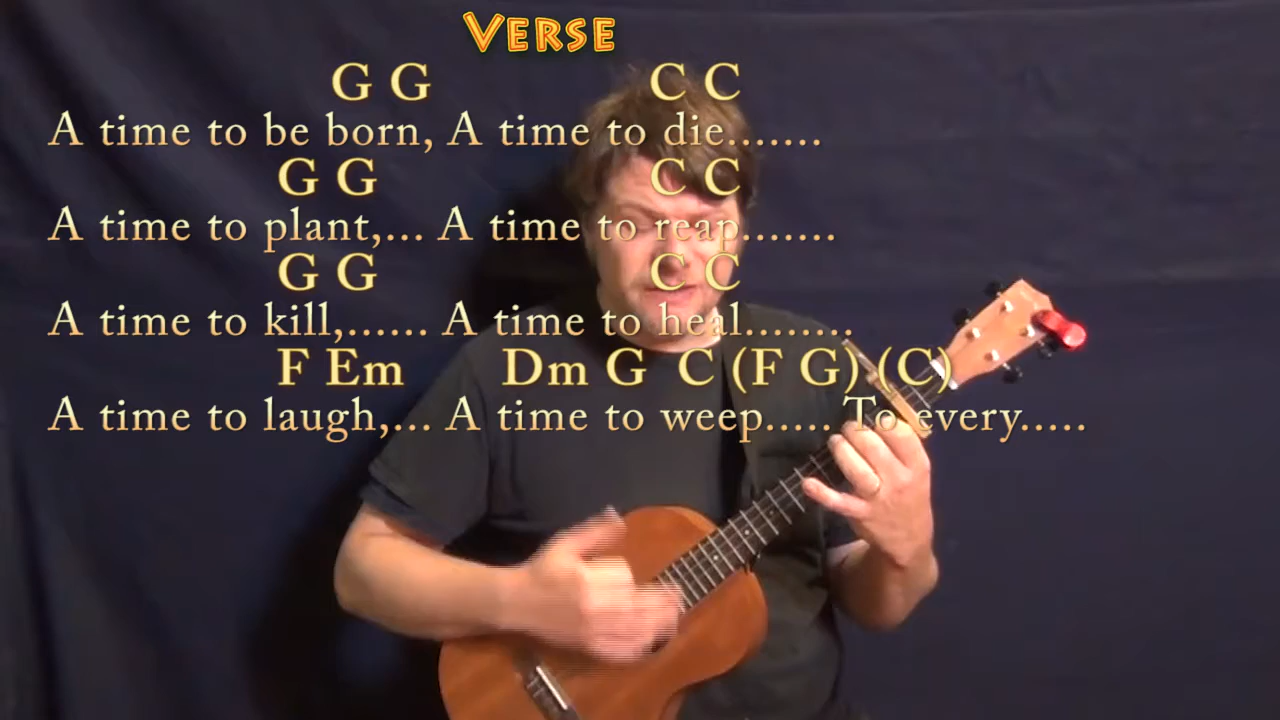 VERSE
G G C C
A time to be born, A time to die.......
G G C C
A time to plant,... A time to reap.......
G G C C
A time to kill,...... A time to heal........
F Em Dm G C (F G) (C)
A time to laugh,... A time to weep..... To every.....